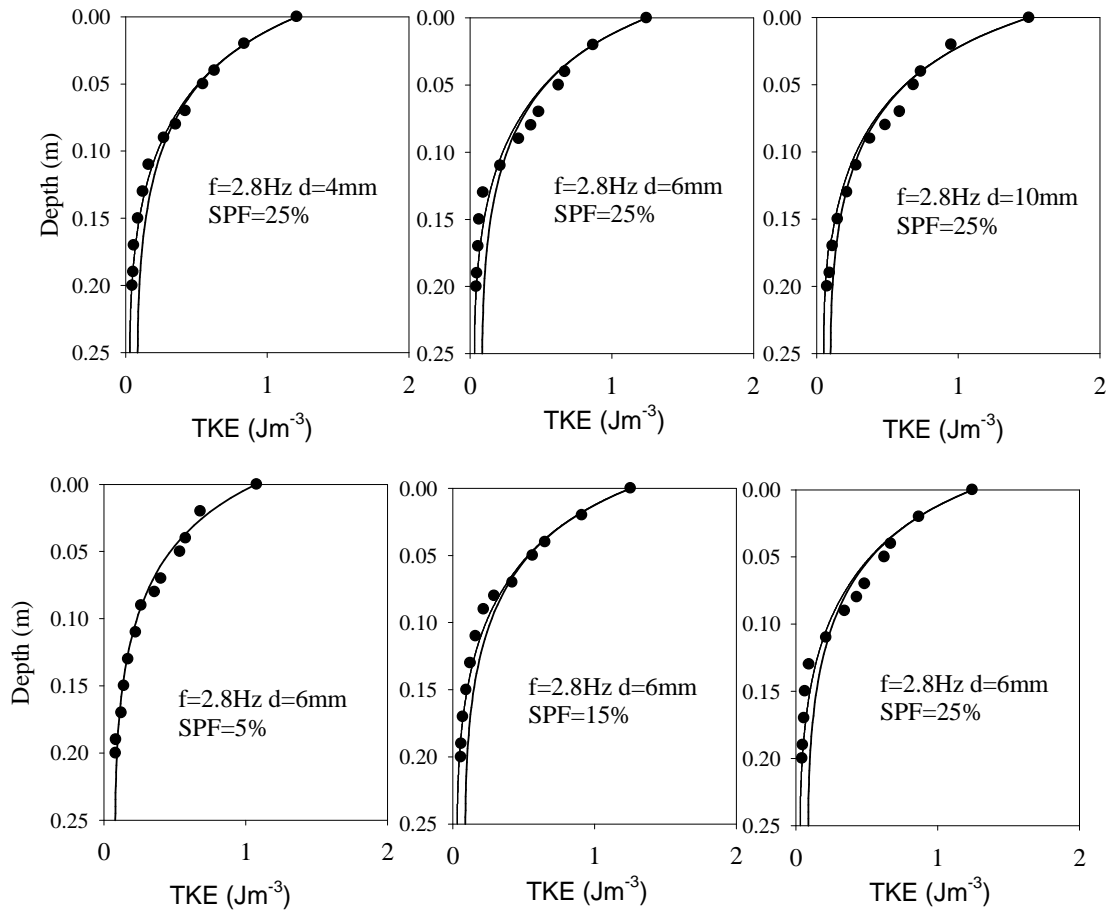 0.00
0.05
0.10
0.15
0.20
0.25
Depth (m)
0 1 2
TKE (Jm-3)
f=2.8Hz d=4mm
SPF=25%
0.00
0.05
0.10
0.15
0.20
0.25
0 1 2
TKE (Jm-3)
f=2.8Hz d=6mm
SPF=25%
0.00
0.05
0.10
0.15
0.20
0.25
0 1 2
TKE (Jm-3)
f=2.8Hz d=10mm
SPF=25%
0.00
0.05
0.10
0.15
0.20
0.25
Depth (m)
0 1 2
TKE (Jm-3)
f=2.8Hz d=6mm
SPF=5%
0.00
0.05
0.10
0.15
0.20
0.25
0 1 2
TKE (Jm-3)
f=2.8Hz d=6mm
SPF=15%
0.00
0.05
0.10
0.15
0.20
0.25
0 1 2
TKE (Jm-3)
f=2.8Hz d=6mm
SPF=25%